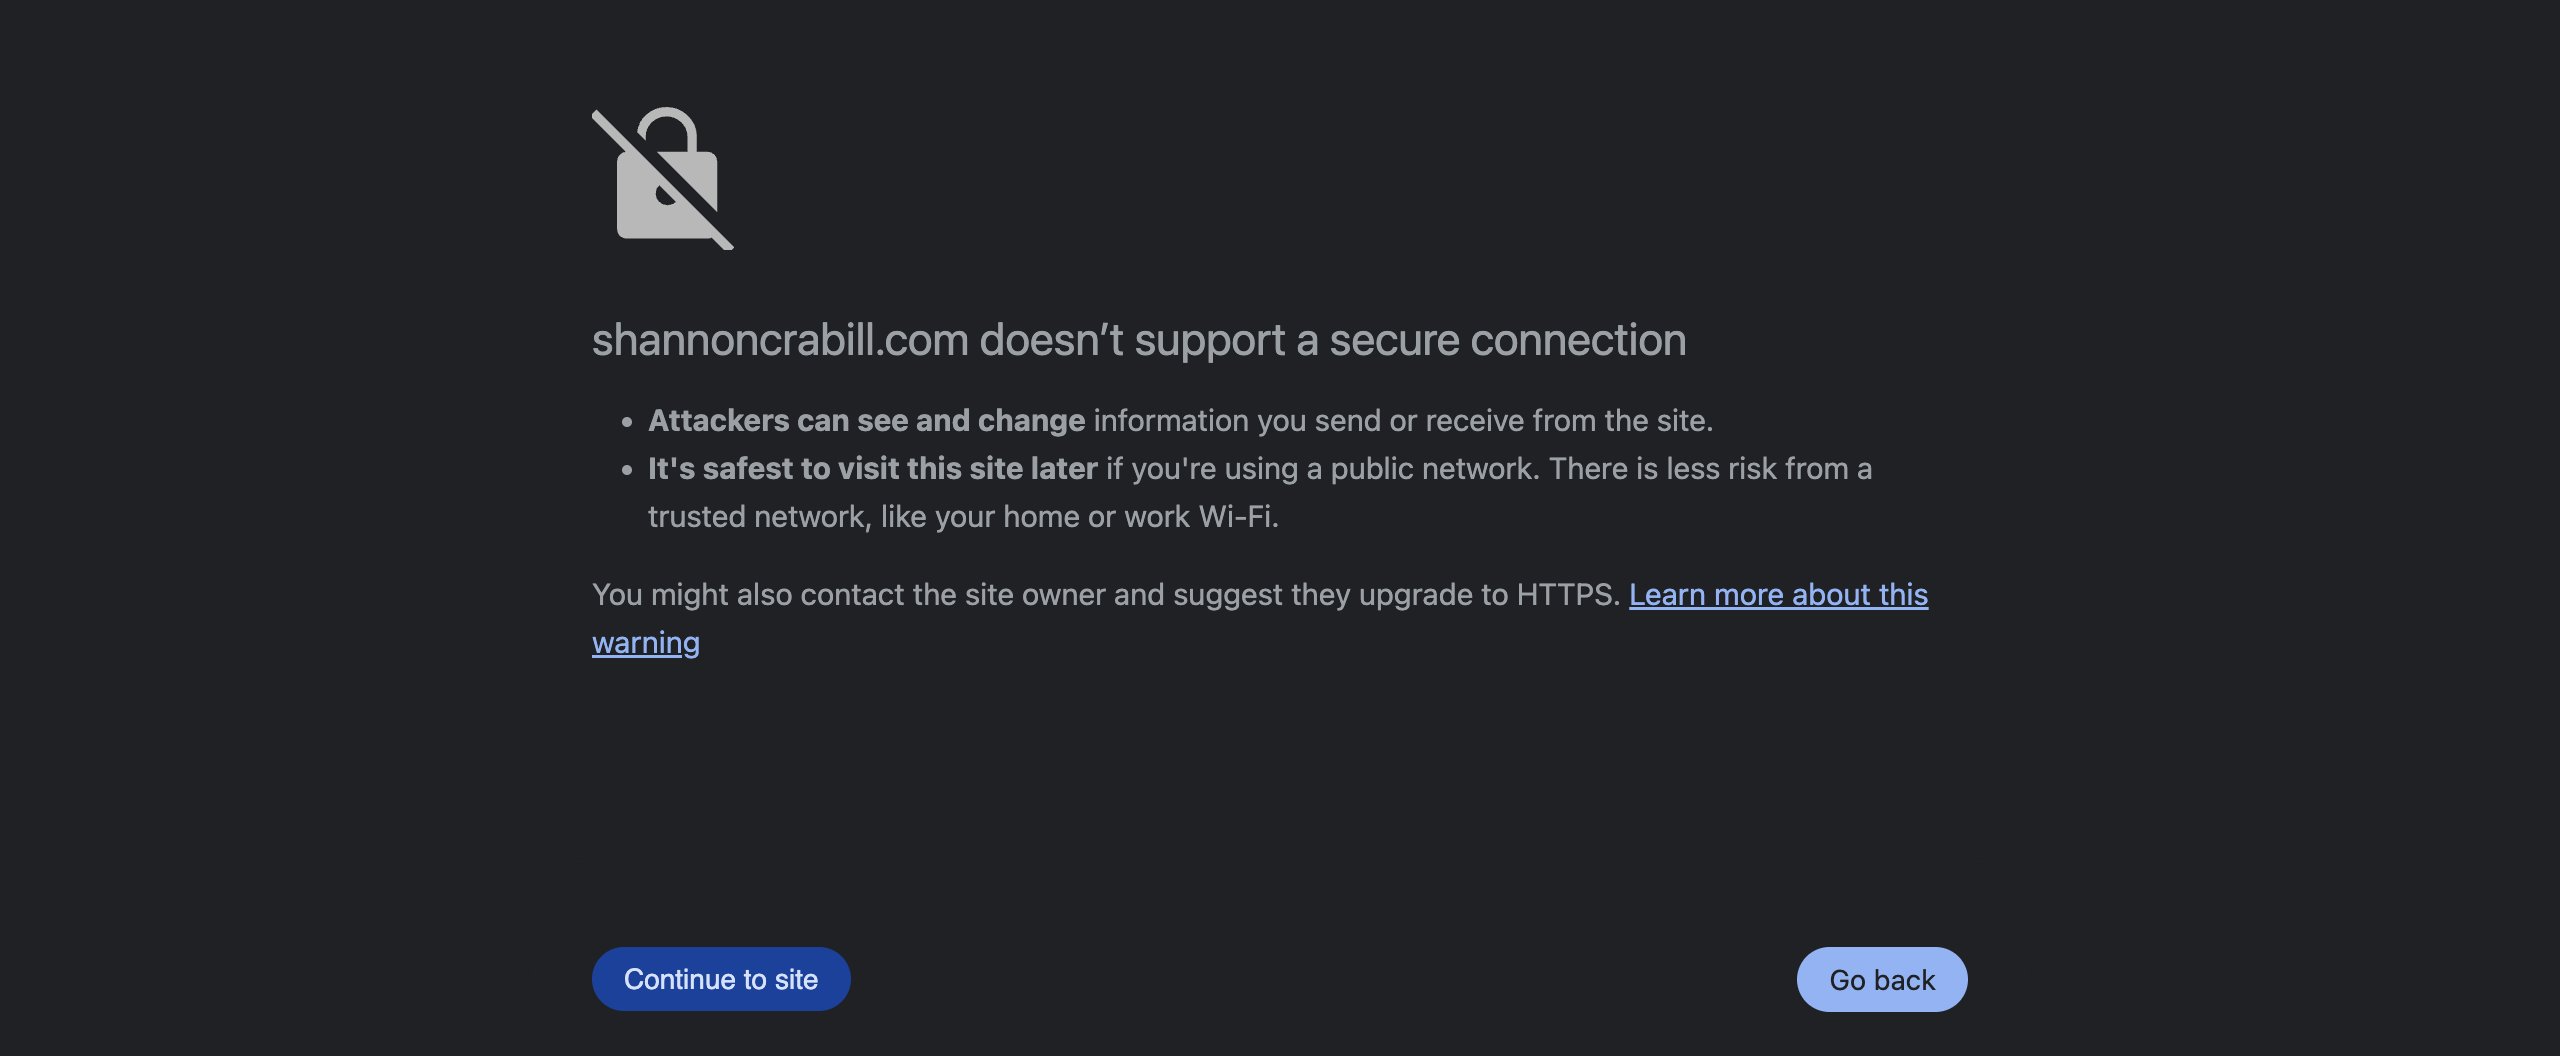 shannoncrabill.com doesn’t support a secure connection
• Attackers can see and change information you send or receive from the site.
• It's safest to visit this site later if you're using a public network. There is less risk from a
trusted network, like your home or work Wi-Fi.
You might also contact the site owner and suggest they upgrade to HTTPS. Learn more about this
warning
Continue to site
Go back